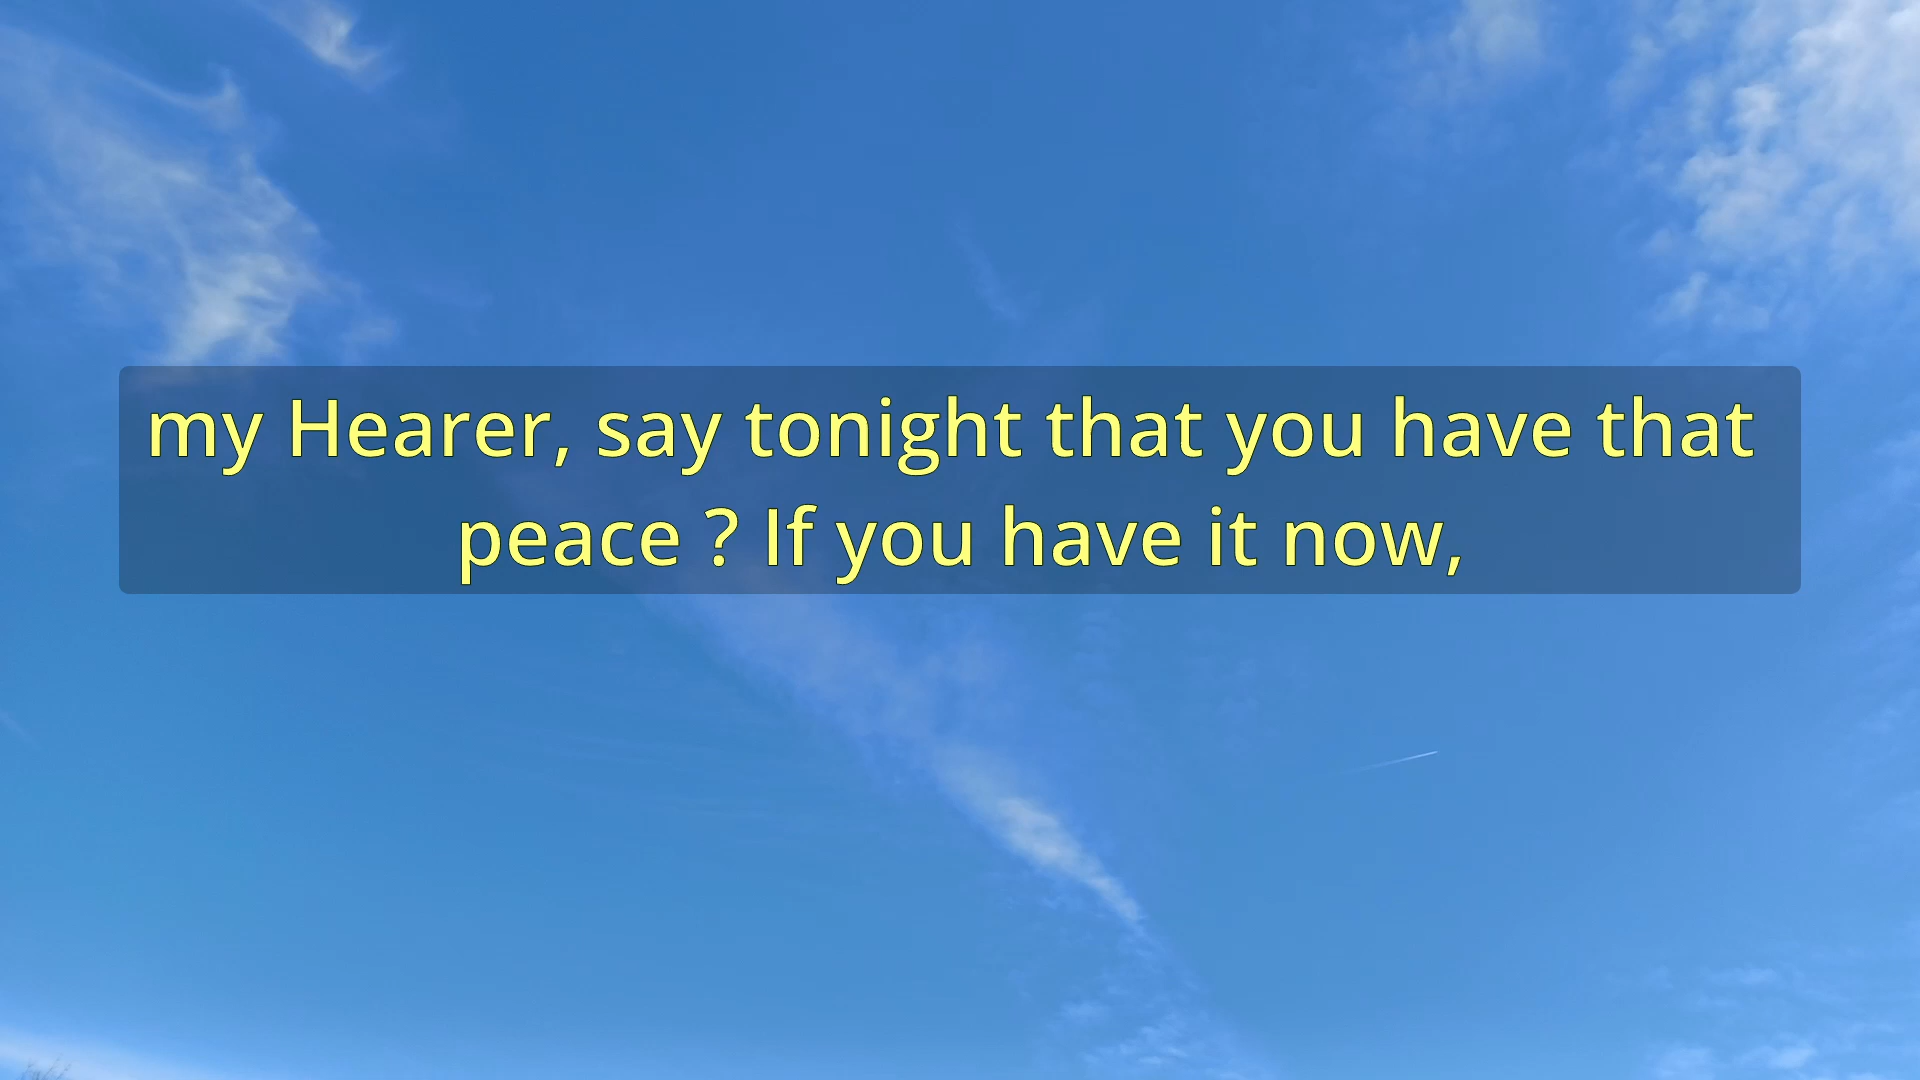 my Hearer, say tonight that you have that
peace ? If you have it now,